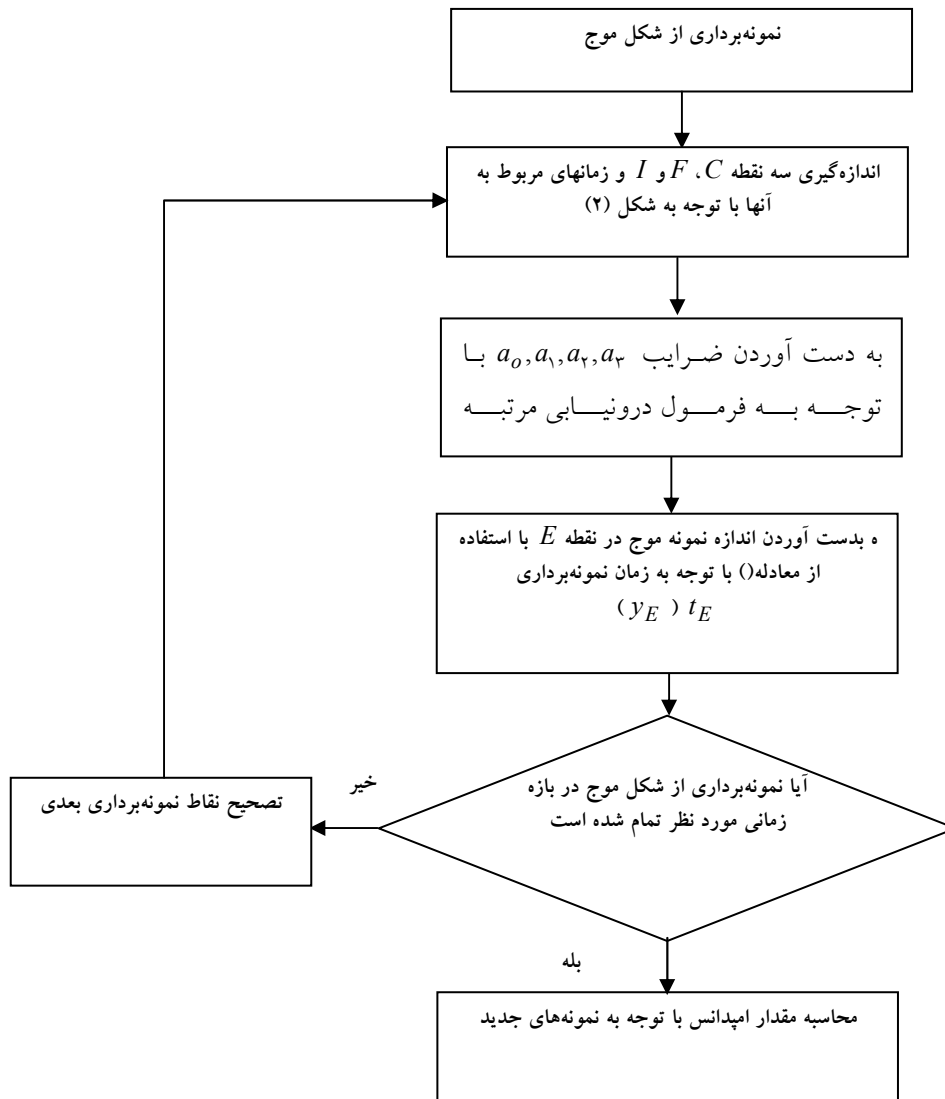 نمونه‌برداری از شکل موج
اندازه‌گیری سه نقطه F، C و I و زمانهای مربوط به
آنها با توجه به شکل (۲)
به دست آوردن ضرایب a_o,a_۱,a_۲,a_۳ با
توجه به فرمول درونیابی مرتبه
ه بدست آوردن اندازه نمونه موج در نقطه E با استفاده
از معادله() با توجه به زمان نمونه‌برداری
t_E (y_E)
آیا نمونه‌برداری از شکل موج در بازه
زمانی مورد نظر تمام شده است
خیر
تصحیح نقاط نمونه‌برداری بعدی
بله
محاسبه مقدار امپدانس با توجه به نمونه‌های جدید